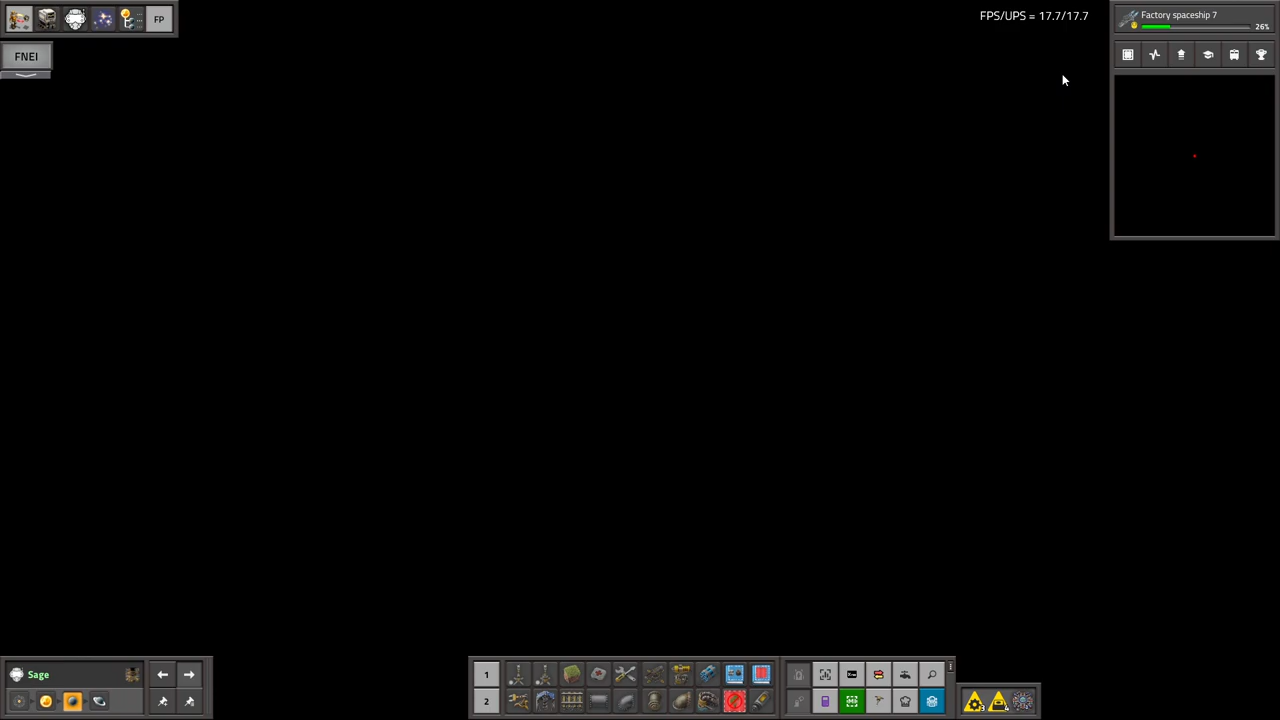 FP
FPS/UPS = 17.7/17.7
Factory spaceship 7
26%
FNEI
Sage
1
2